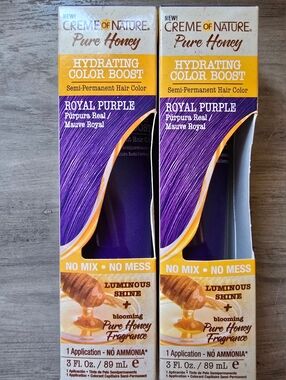 NEW!
CREME OF NATURE®
Pure Honey
HYDRATING
COLOR BOOST
Semi-Permanent Hair Color
ROYAL PURPLE
Púrpura Real /
Mauve Royal
NO MIX • NO MESS
LUMINOUS
SHINE
+
blooming
Pure Honey
Fragrance
1 Application - NO AMMONIA*
3 Fl. Oz. / 89 mL e
NEW!
CREME OF NATURE®
Pure Honey
HYDRATING
COLOR BOOST
Semi-Permanent Hair Color
ROYAL PURPLE
Púrpura Real /
Mauve Royal
NO MIX • NO MESS
LUMINOUS
SHINE
+
blooming
Pure Honey
Fragrance
1 Application - NO AMMONIA*
3 Fl. Oz. / 89 mL e